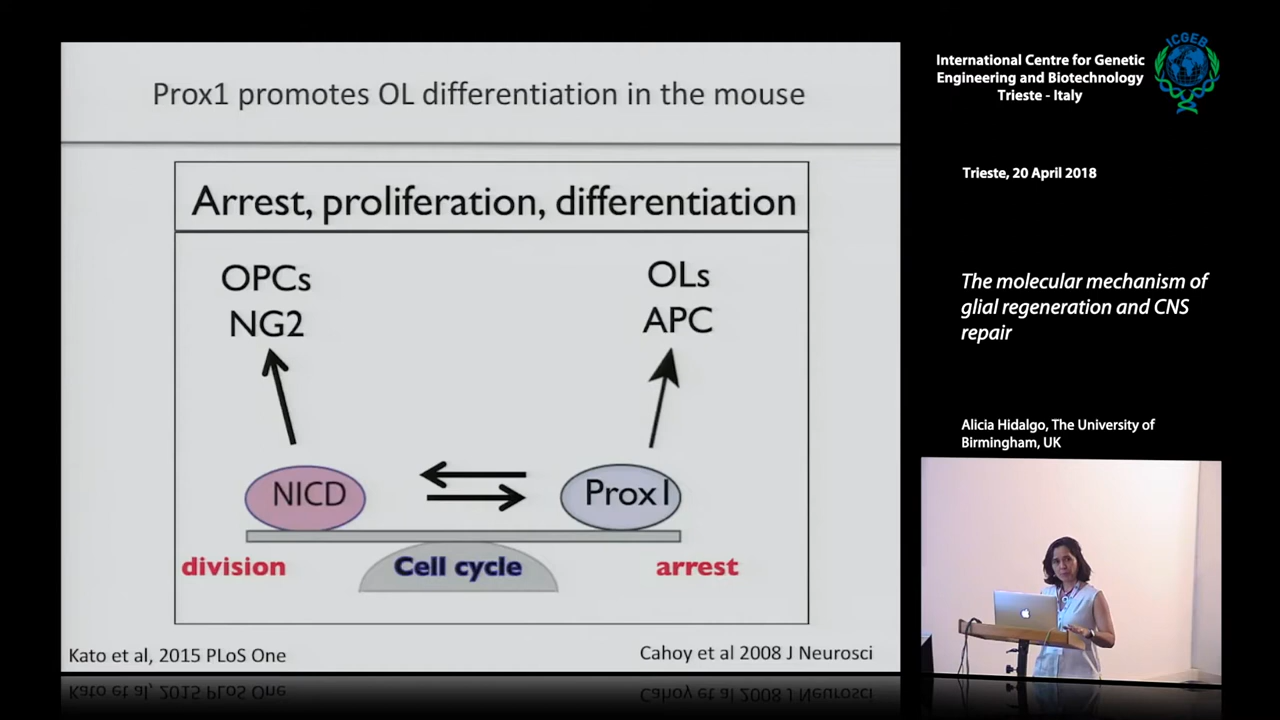 Prox1 promotes OL differentiation in the mouse
Arrest, proliferation, differentiation
OPCs
NG2
OLs
APC
NICD
Prox1
division
Cell cycle
arrest
Kato et al, 2015 PLoS One
Cahoy et al 2008 J Neurosci
International Centre for Genetic
Engineering and Biotechnology
Trieste - Italy
ICGEB
Trieste, 20 April 2018
The molecular mechanism of
glial regeneration and CNS
repair
Alicia Hidalgo, The University of
Birmingham, UK